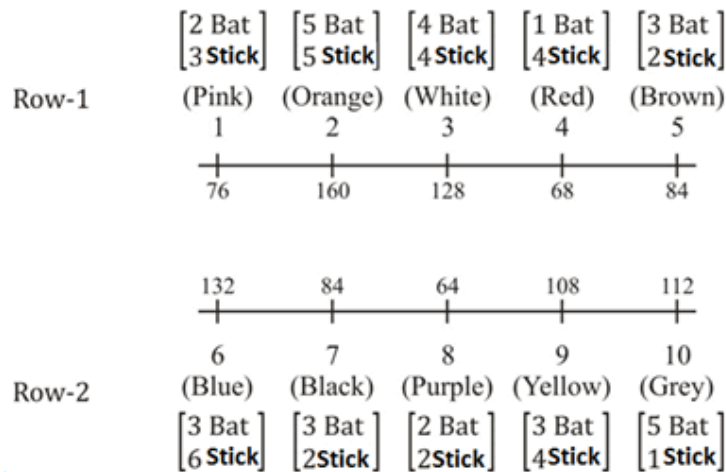 [2 Bat [5 Bat [4 Bat [1 Bat [3 Bat
3 Stick] 5 Stick] 4 Stick] 4 Stick] 2 Stick]
Row-1 (Pink) (Orange) (White) (Red) (Brown)
1 2 3 4 5
76 160 128 68 84
132 84 64 108 112
6 7 8 9 10
Row-2 (Blue) (Black) (Purple) (Yellow) (Grey)
[3 Bat [3 Bat [2 Bat [3 Bat [5 Bat
6 Stick] 2 Stick] 2 Stick] 4 Stick] 1 Stick]